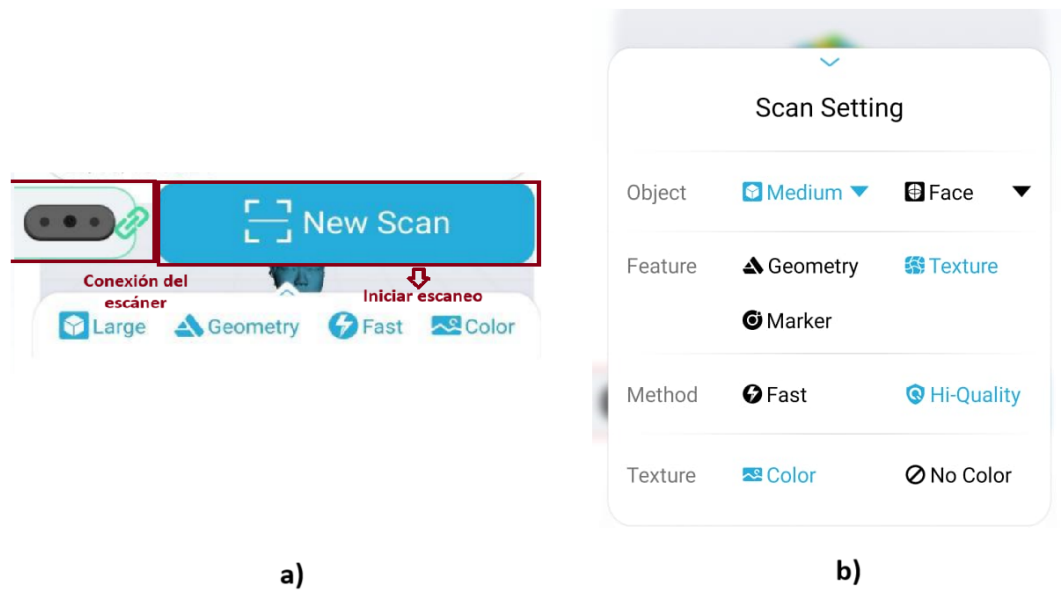 New Scan
Conexión del
escáner
Iniciar escaneo
Large Geometry Fast Color
a)
Scan Setting
Object Medium Face
Feature Geometry Texture
Marker
Method Fast Hi-Quality
Texture Color No Color
b)